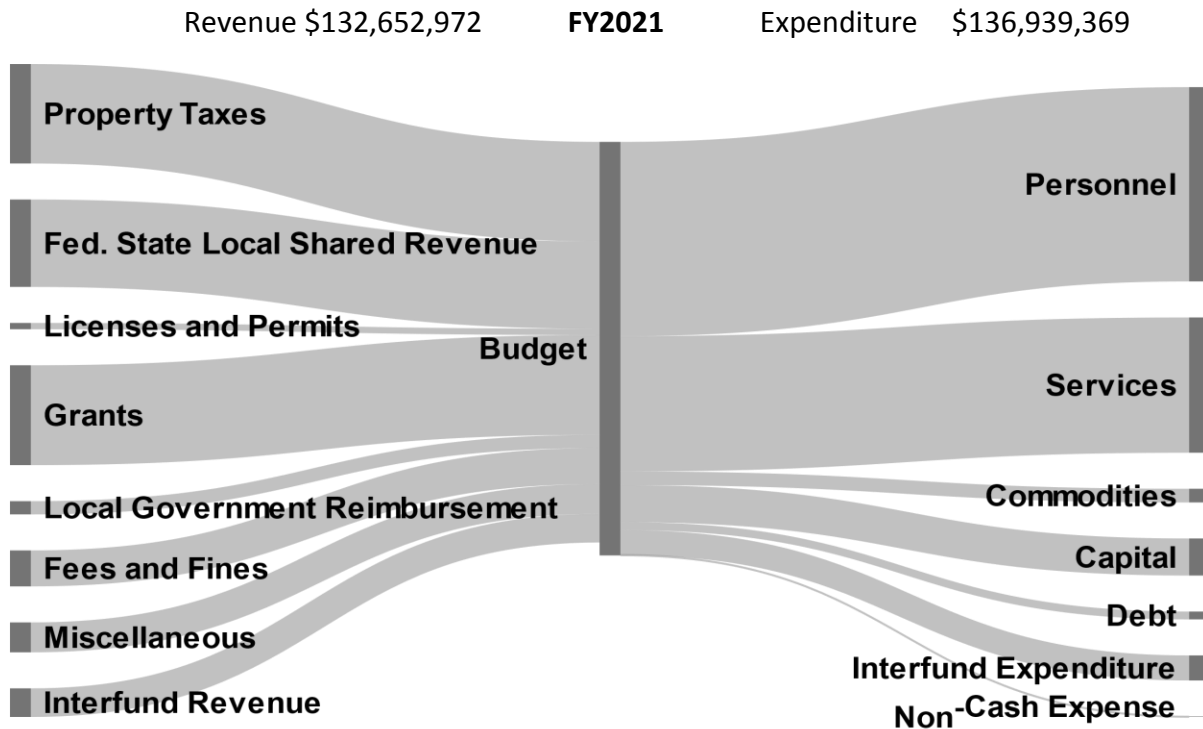 Revenue $132,652,972 FY2021 Expenditure $136,939,369
Property Taxes
Fed. State Local Shared Revenue
Licenses and Permits
Grants
Local Government Reimbursement
Fees and Fines
Miscellaneous
Interfund Revenue
Budget
Personnel
Services
Commodities
Capital
Debt
Interfund Expenditure
Non-Cash Expense